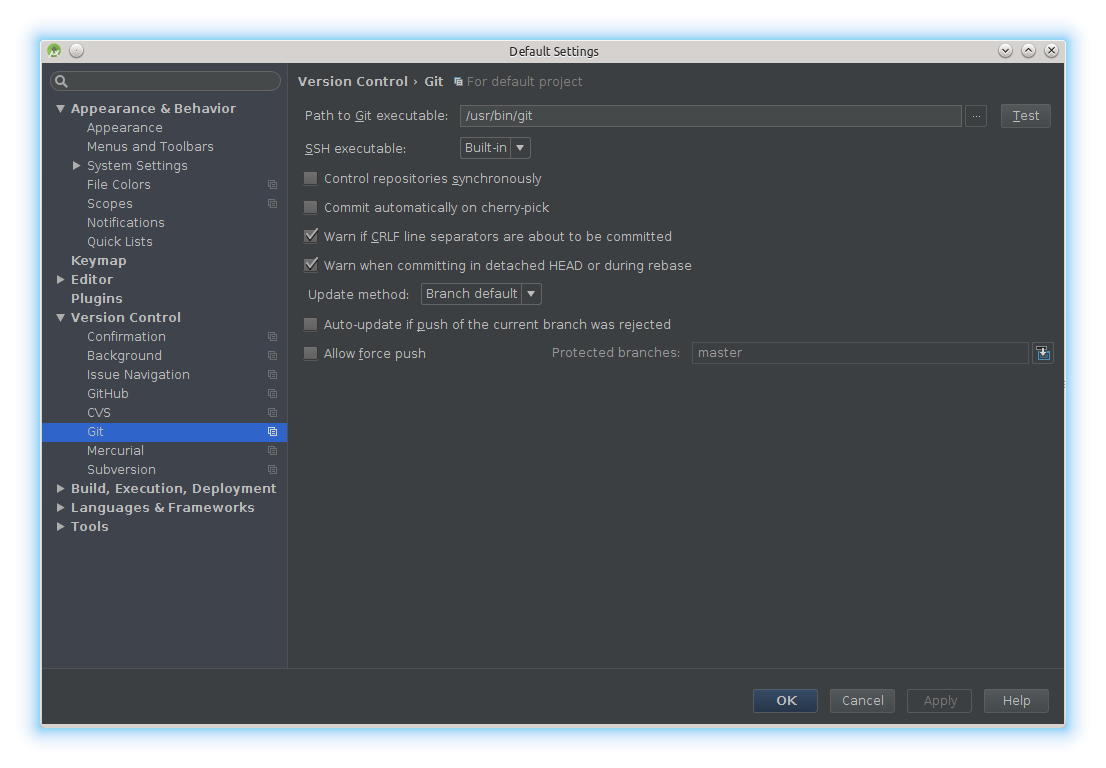 Default Settings
Version Control › Git For default project
Appearance & Behavior
Appearance
Menus and Toolbars
System Settings
File Colors
Scopes
Notifications
Quick Lists
Keymap
Editor
Plugins
Version Control
Confirmation
Background
Issue Navigation
GitHub
CVS
Git
Mercurial
Subversion
Build, Execution, Deployment
Languages & Frameworks
Tools
Path to Git executable: /usr/bin/git ... Test
SSH executable: Built-in
Control repositories synchronously
Commit automatically on cherry-pick
Warn if CRLF line separators are about to be committed
Warn when committing in detached HEAD or during rebase
Update method: Branch default
Auto-update if push of the current branch was rejected
Allow force push Protected branches: master
OK Cancel Apply Help